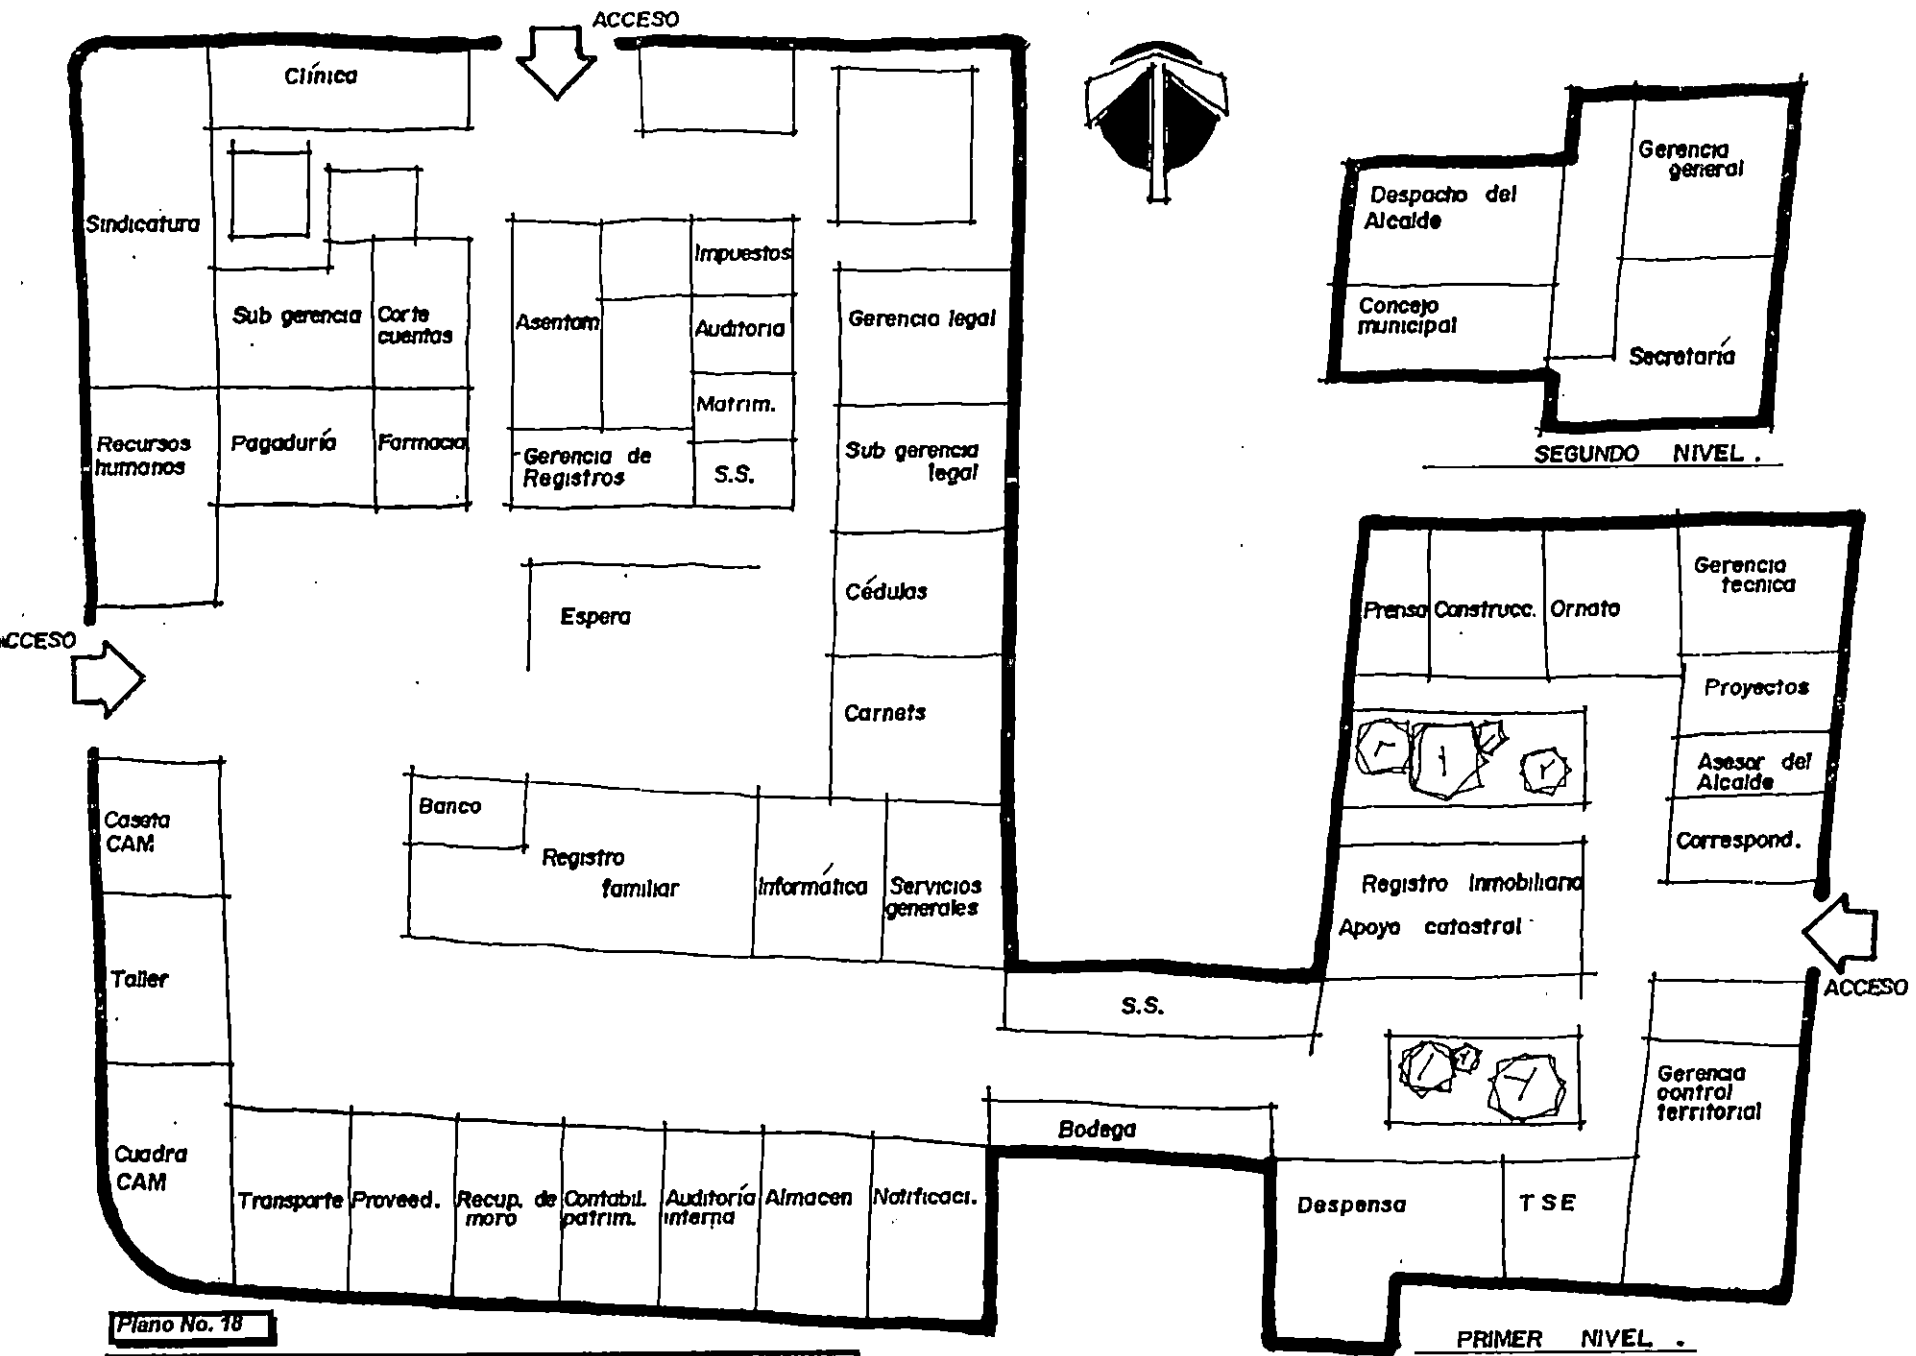 ACCESO
Clínica
Sindicatura
Impuestos
Sub gerencia
Corte
cuentas
Asentam
Auditoria
Gerencia legal
Matrim.
Recursos
humanos
Pagaduría
Farmacia
Gerencia de
Registros
S.S.
Sub gerencia
legal
Espera
Cédulas
ACCESO
Carnets
Caseta
CAM
Banco
Registro
familiar
Informática
Servicios
generales
Taller
S.S.
Cuadra
CAM
Transporte
Proveed.
Recup. de
moro
Contabil.
patrim.
Auditoría
interna
Almacen
Notificaci.
Bodega
Gerencia
general
Despacho del
Alcalde
Concejo
municipal
Secretaría
SEGUNDO NIVEL.
Prensa
Construcc.
Ornato
Gerencia
tecnica
Proyectos
Asesor del
Alcalde
Correspond.
Registro Inmobiliario
Apoyo catastral
ACCESO
Gerencia
control
territorial
Despensa
TSE
Plano No. 18
PRIMER NIVEL.